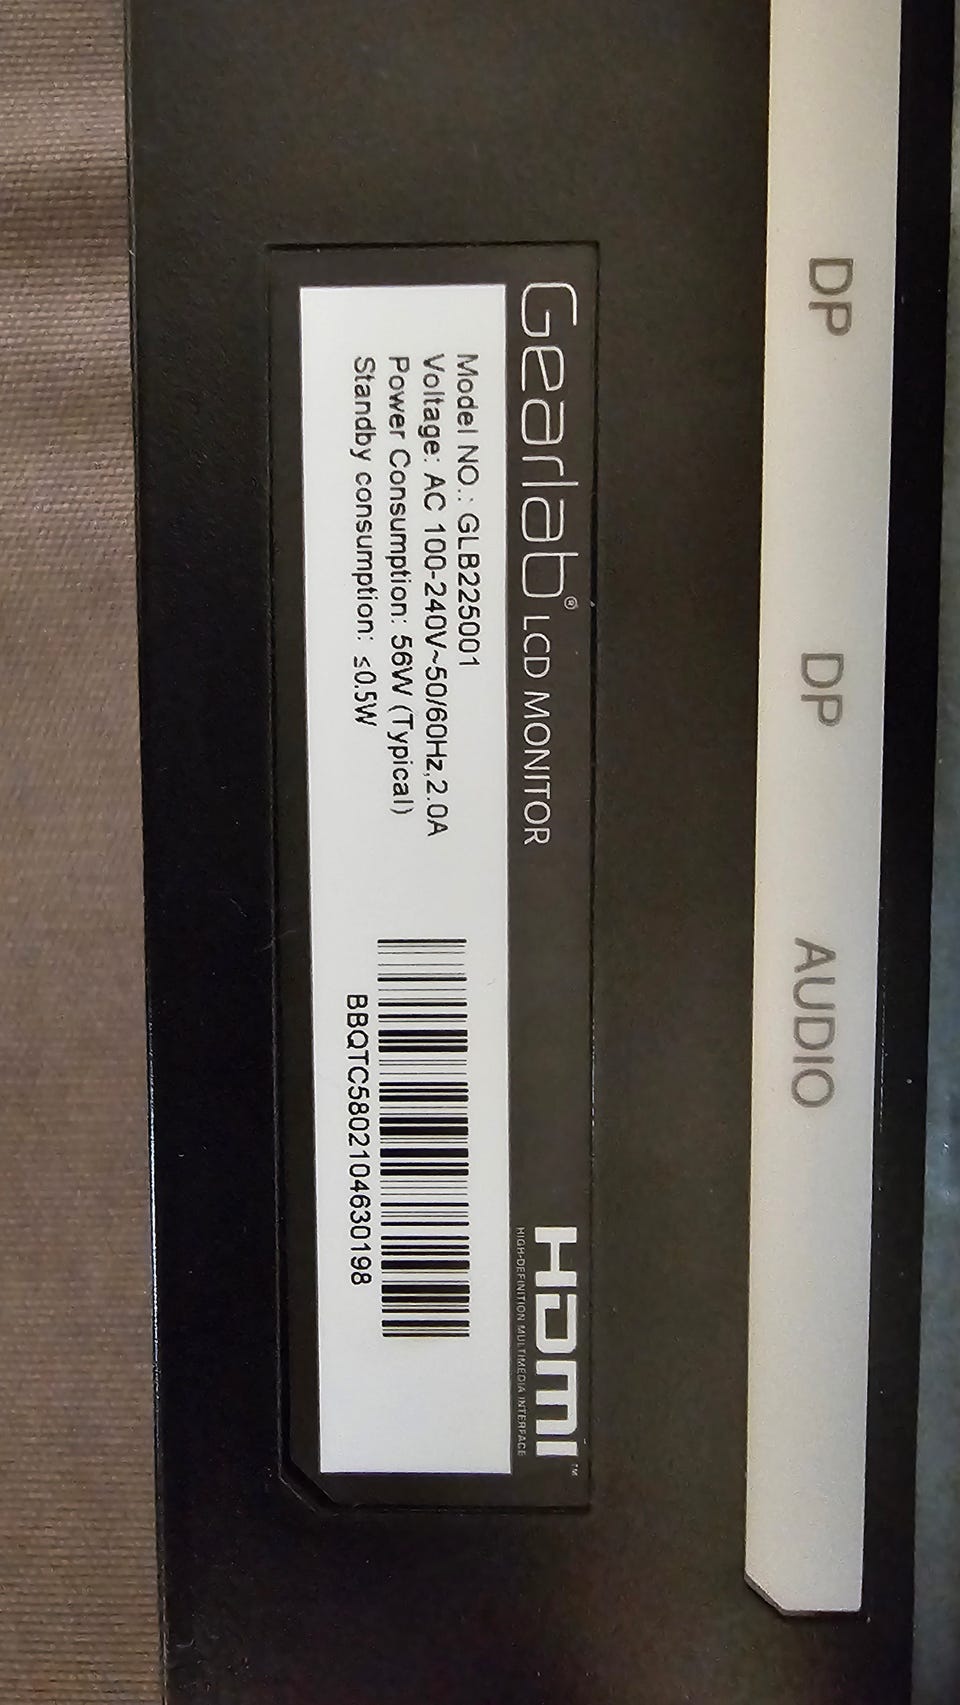 DP
DP
AUDIO
Gearlab® LCD MONITOR
HDMI™
HIGH-DEFINITION MULTIMEDIA INTERFACE
Model NO.: GLB225001
Voltage: AC 100-240V~50/60Hz,2.0A
Power Consumption: 56W (Typical)
Standby consumption: ≤0.5W
BBQTC5802104630198